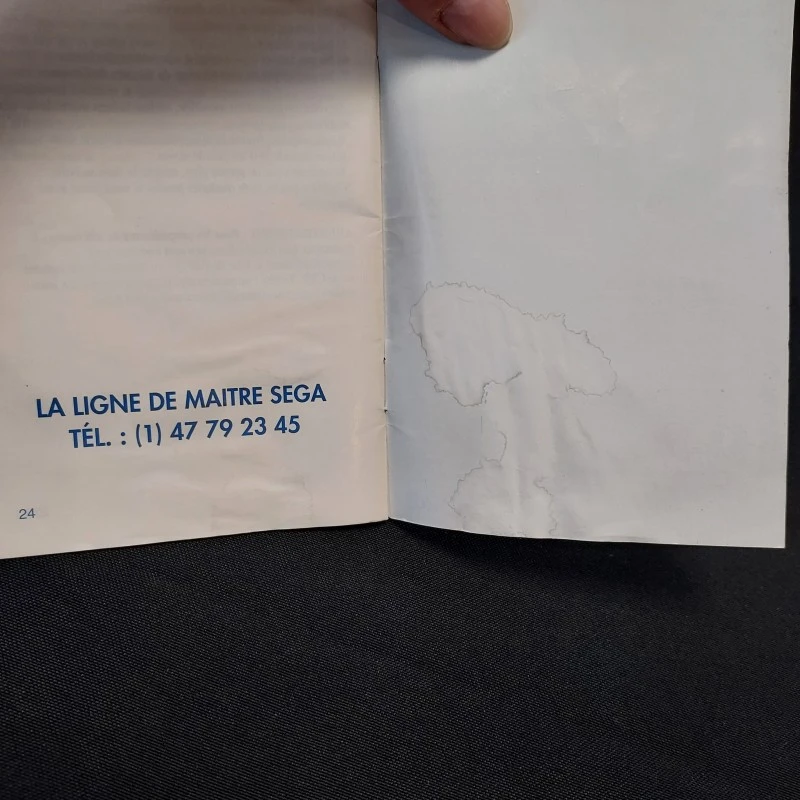 LA LIGNE DE MAITRE SEGA
TÉL. : (1) 47 79 23 45
24